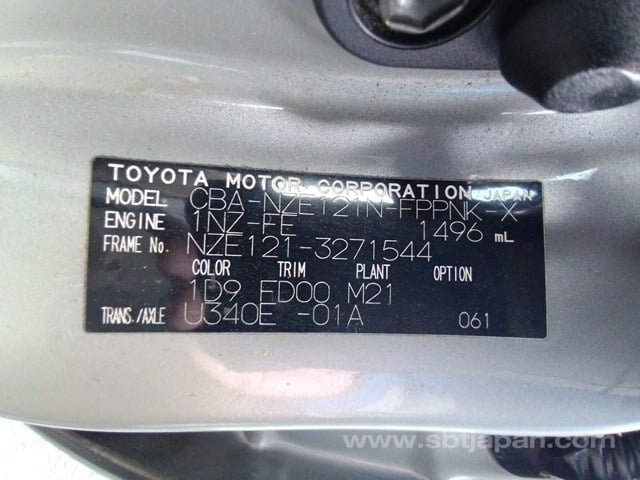 TOYOTA MOTOR CORPORATION JAPAN
MODEL CBA-NZE121N-FPPNK-X
ENGINE 1NZ-FE 1496 mL
FRAME No. NZE121-3271544
COLOR TRIM PLANT OPTION
1D9 FD00 M21
TRANS./AXLE U340E -01A 061
www.sbtjapan.com